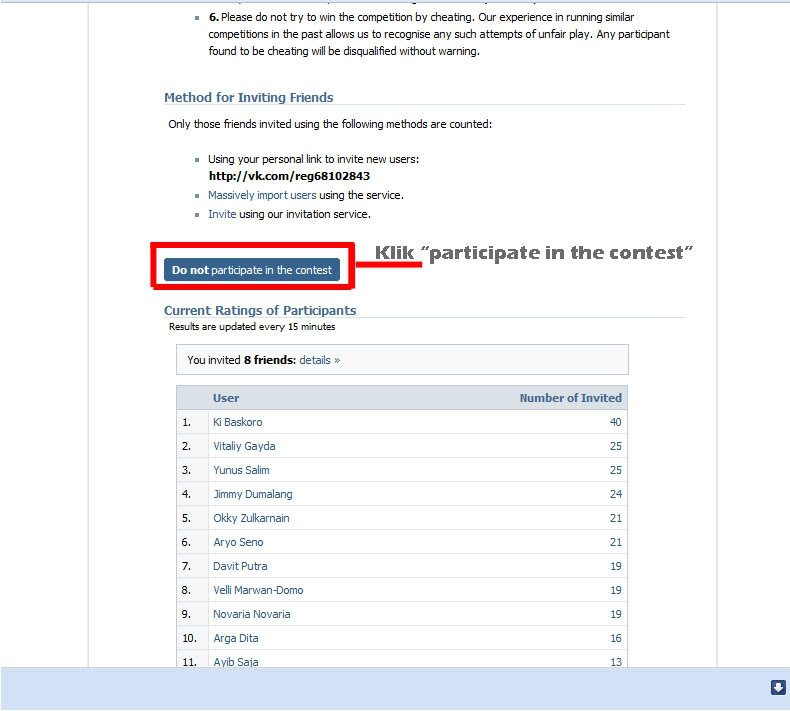 6. Please do not try to win the competition by cheating. Our experience in running similar
competitions in the past allows us to recognise any such attempts of unfair play. Any participant
found to be cheating will be disqualified without warning.
Method for Inviting Friends
Only those friends invited using the following methods are counted:
Using your personal link to invite new users:
http://vk.com/reg68102843
Massively import users using the service.
Invite using our invitation service.
Do not participate in the contest
Klik “participate in the contest”
Current Ratings of Participants
Results are updated every 15 minutes
You invited 8 friends: details »
User Number of Invited
1. Ki Baskoro 40
2. Vitaliy Gayda 25
3. Yunus Salim 25
4. Jimmy Dumalang 24
5. Okky Zulkarnain 21
6. Aryo Seno 21
7. Davit Putra 19
8. Velli Marwan-Domo 19
9. Novaria Novaria 19
10. Arga Dita 16
11. Ayib Saja 13